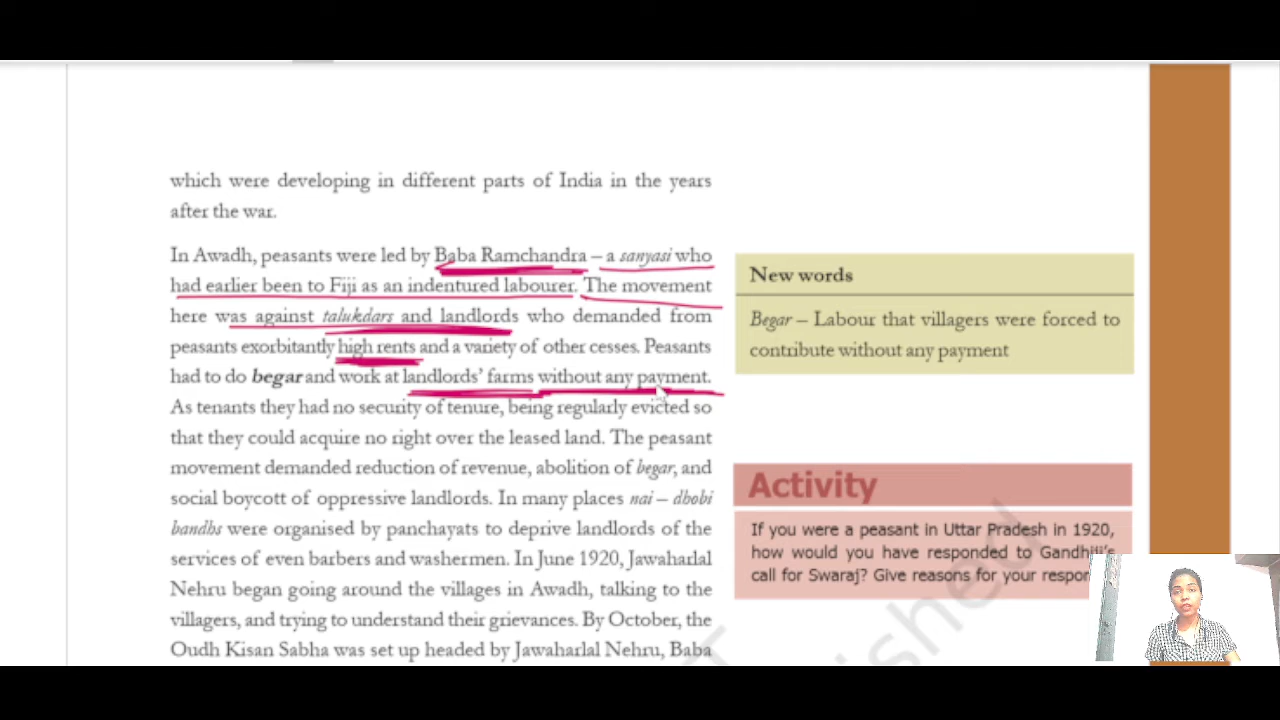 which were developing in different parts of India in the years
after the war.
In Awadh, peasants were led by Baba Ramchandra – a sanyasi who
had earlier been to Fiji as an indentured labourer. The movement
here was against talukdars and landlords who demanded from
peasants exorbitantly high rents and a variety of other cesses. Peasants
had to do begar and work at landlords' farms without any payment.
As tenants they had no security of tenure, being regularly evicted so
that they could acquire no right over the leased land. The peasant
movement demanded reduction of revenue, abolition of begar, and
social boycott of oppressive landlords. In many places nai – dhobi
bandhs were organised by panchayats to deprive landlords of the
services of even barbers and washermen. In June 1920, Jawaharlal
Nehru began going around the villages in Awadh, talking to the
villagers, and trying to understand their grievances. By October, the
Oudh Kisan Sabha was set up headed by Jawaharlal Nehru, Baba
New words
Begar – Labour that villagers were forced to
contribute without any payment
Activity
If you were a peasant in Uttar Pradesh in 1920,
how would you have responded to Gandhiji's
call for Swaraj? Give reasons for your